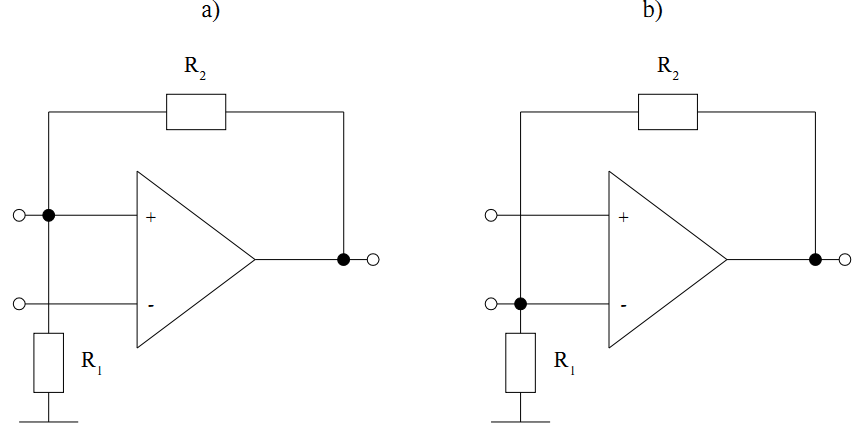 a)
b)
R2
R2
+
+
-
-
R1
R1